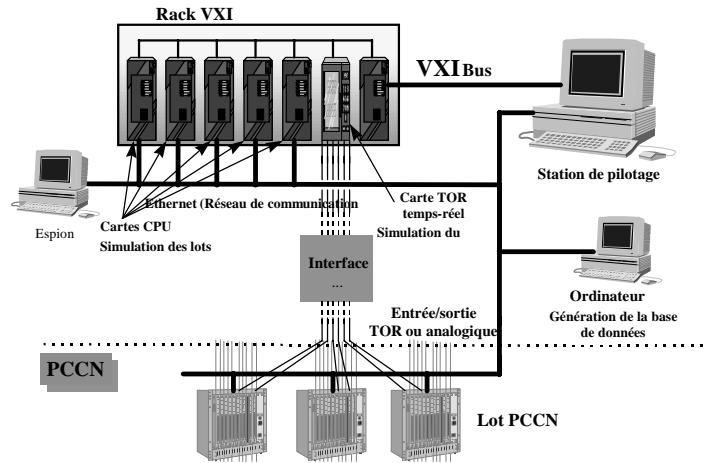 Rack VXI
VXI Bus
Station de pilotage
Espion
Ethernet (Réseau de communication
Cartes CPU
Simulation des lots
Carte TOR
temps-réel
Simulation du
Interface
...
Ordinateur
Génération de la base
de données
Entrée/sortie
TOR ou analogique
PCCN
Lot PCCN